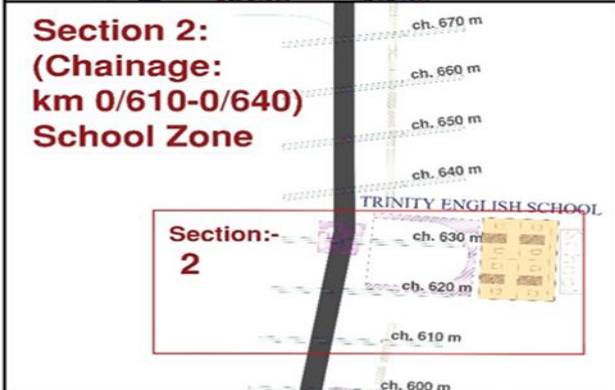 Section 2:
(Chainage:
km 0/610-0/640)
School Zone
ch. 670 m
ch. 660 m
ch. 650 m
ch. 640 m
TRINITY ENGLISH SCHOOL
Section:-
2
ch. 630 m
ch. 620 m
ch. 610 m
ch. 600 m